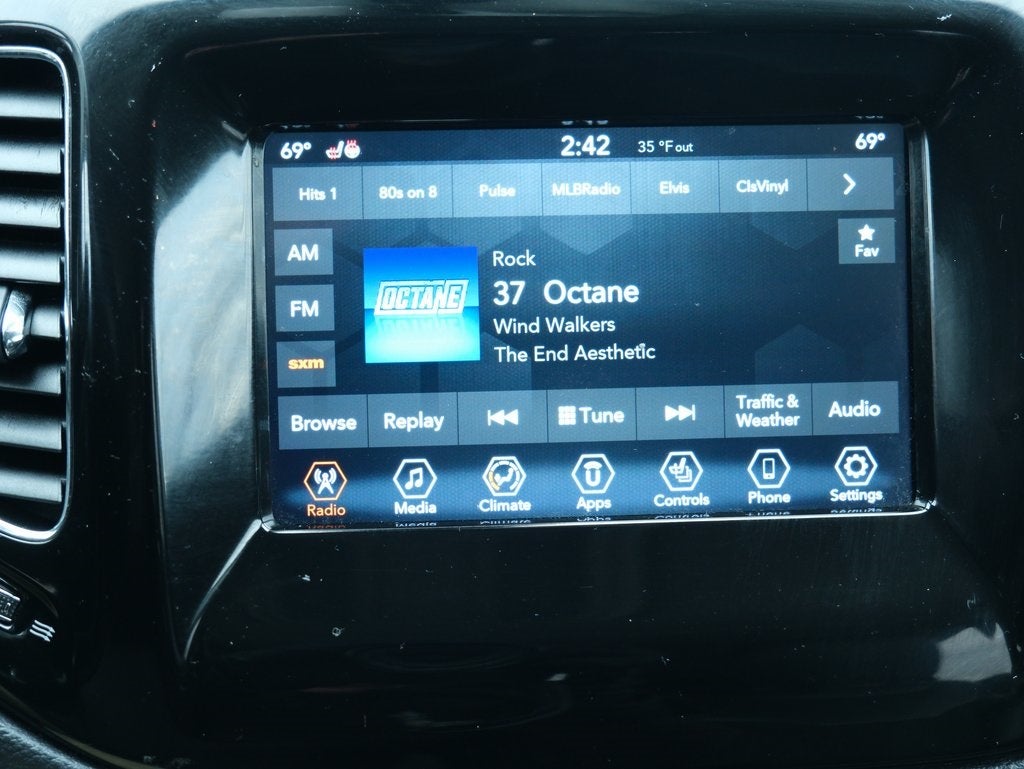 69° 2:42 35 °F out 69°
Hits 1 80s on 8 Pulse MLBRadio Elvis ClsVinyl
AM
FM
sxm
OCTANE
Rock
37 Octane
Wind Walkers
The End Aesthetic
Fav
Browse Replay Tune Traffic & Weather Audio
Radio Media Climate Apps Controls Phone Settings